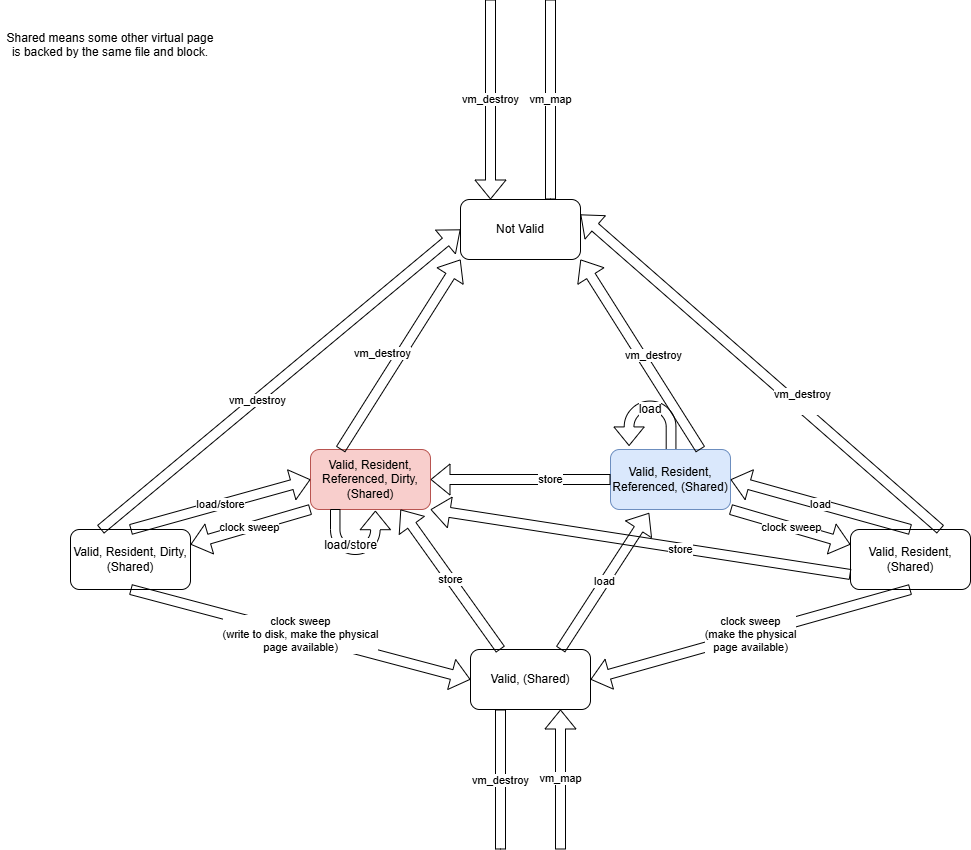 Shared means some other virtual page
is backed by the same file and block.
vm_destroy
vm_map
Not Valid
vm_destroy
vm_destroy
vm_destroy
vm_destroy
load
Valid, Resident,
Referenced, Dirty,
(Shared)
Valid, Resident,
Referenced, (Shared)
store
load/store
load
clock sweep
clock sweep
load/store
store
Valid, Resident, Dirty,
(Shared)
Valid, Resident,
(Shared)
store
load
clock sweep
(write to disk, make the physical
page available)
clock sweep
(make the physical
page available)
Valid, (Shared)
vm_destroy
vm_map